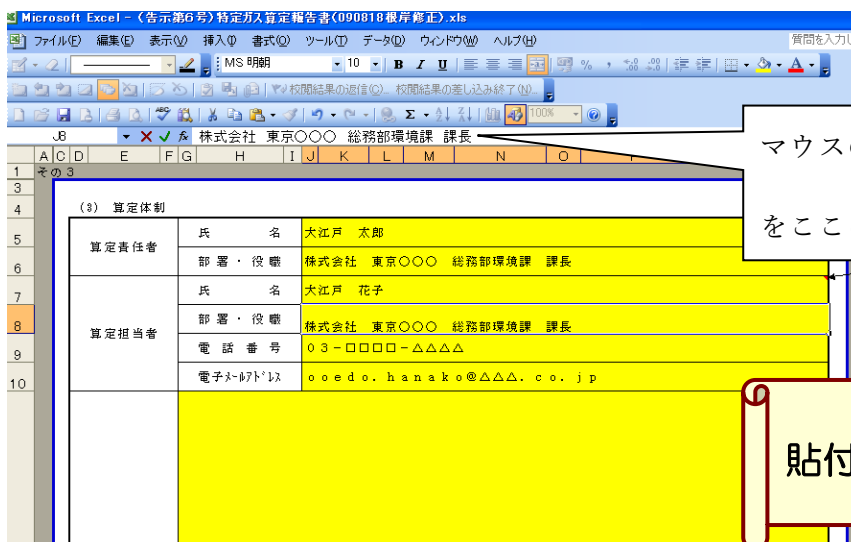 Microsoft Excel - (告示第6号)特定ガス算定報告書(090818根岸修正).xls
ファイル(F) 編集(E) 表示(V) 挿入(I) 書式(O) ツール(T) データ(D) ウィンドウ(W) ヘルプ(H) 質問を入力し
MS 明朝 10 B I U
校閲結果の返信(C)... 校閲結果の差し込み終了(N)...
100%
J8 株式会社 東京○○○ 総務部環境課 課長
A C D E F G H I J K L M N O
1 その3
3
4 (3) 算定体制
5 算定責任者 氏名 大江戸 太郎
6 部署・役職 株式会社 東京○○○ 総務部環境課 課長
7 氏名 大江戸 花子
8 算定担当者 部署・役職 株式会社 東京○○○ 総務部環境課 課長
9 電話番号 03-□□□□-△△△△
10 電子メールアドレス ooedo.hanako@△△△.co.jp
マウス
をここ
貼付